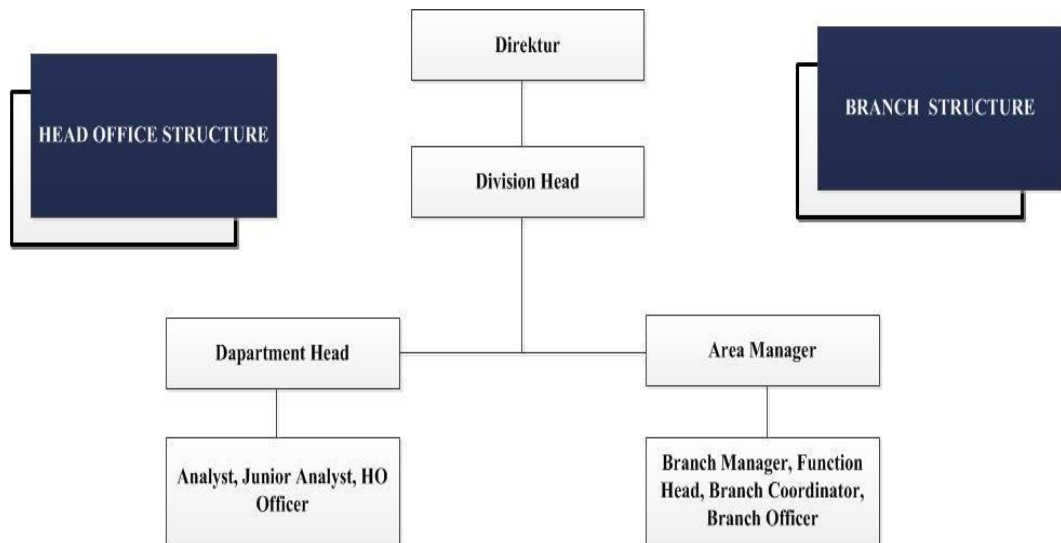 Direktur
HEAD OFFICE STRUCTURE
BRANCH  STRUCTURE
Division Head
Dapartment Head
Area Manager
Analyst, Junior Analyst, HO
Officer
Branch Manager, Function
Head, Branch Coordinator,
Branch Officer